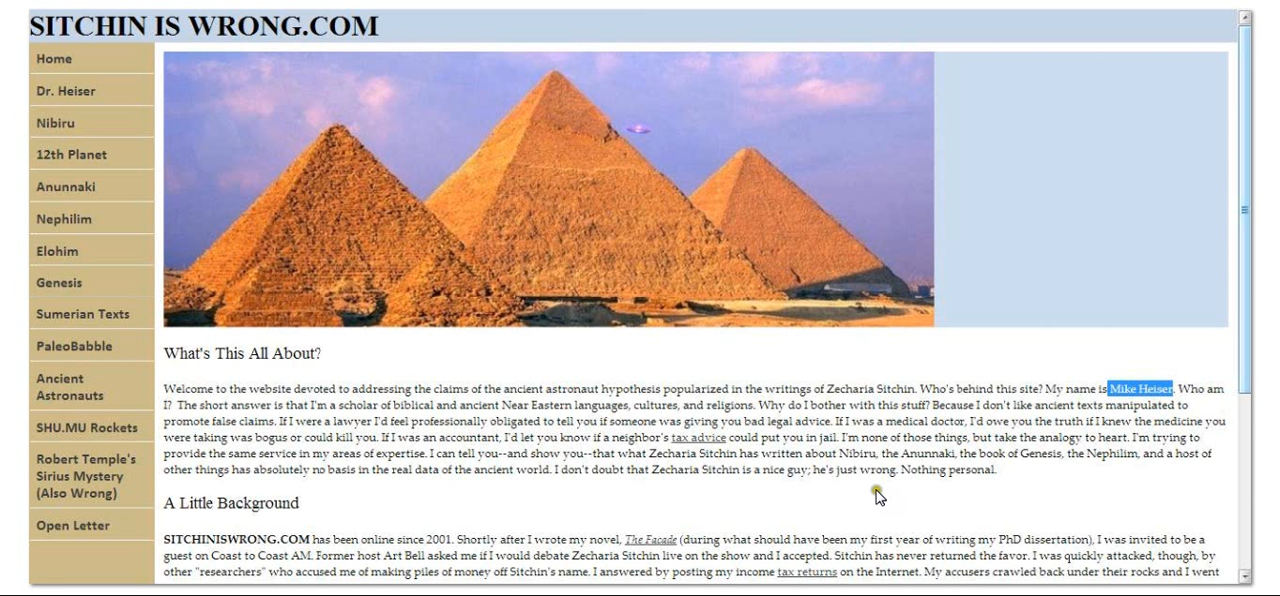 SITCHIN IS WRONG.COM
Home
Dr. Heiser
Nibiru
12th Planet
Anunnaki
Nephilim
Elohim
Genesis
Sumerian Texts
PaleoBabble
Ancient
Astronauts
SHU.MU Rockets
Robert Temple's
Sirius Mystery
(Also Wrong)
Open Letter
What's This All About?
Welcome to the website devoted to addressing the claims of the ancient astronaut hypothesis popularized in the writings of Zecharia Sitchin. Who's behind this site? My name is Mike Heiser. Who am
I? The short answer is that I'm a scholar of biblical and ancient Near Eastern languages, cultures, and religions. Why do I bother with this stuff? Because I don't like ancient texts manipulated to
promote false claims. If I were a lawyer I'd feel professionally obligated to tell you if someone was giving you bad legal advice. If I was a medical doctor, I'd owe you the truth if I knew the medicine you
were taking was bogus or could kill you. If I was an accountant, I'd let you know if a neighbor's tax advice could put you in jail. I'm none of those things, but take the analogy to heart. I'm trying to
provide the same service in my areas of expertise. I can tell you--and show you--that what Zecharia Sitchin has written about Nibiru, the Anunnaki, the book of Genesis, the Nephilim, and a host of
other things has absolutely no basis in the real data of the ancient world. I don't doubt that Zecharia Sitchin is a nice guy; he's just wrong. Nothing personal.
A Little Background
SITCHINISWRONG.COM has been online since 2001. Shortly after I wrote my novel, The Facade (during what should have been my first year of writing my PhD dissertation), I was invited to be a
guest on Coast to Coast AM. Former host Art Bell asked me if I would debate Zecharia Sitchin live on the show and I accepted. Sitchin has never returned the favor. I was quickly attacked, though, by
other "researchers" who accused me of making piles of money off Sitchin's name. I answered by posting my income tax returns on the Internet. My accusers crawled back under their rocks and I went